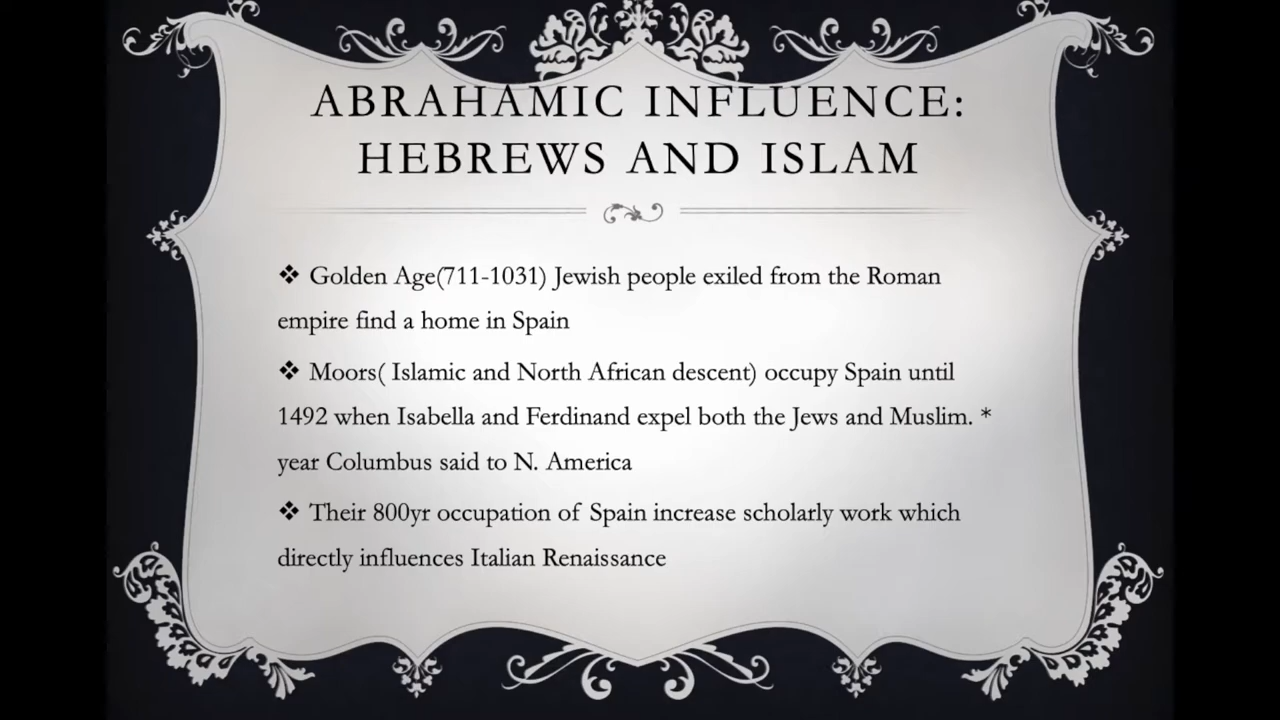 ABRAHAMIC INFLUENCE:
HEBREWS AND ISLAM
❖ Golden Age(711-1031) Jewish people exiled from the Roman
empire find a home in Spain
❖ Moors( Islamic and North African descent) occupy Spain until
1492 when Isabella and Ferdinand expel both the Jews and Muslim. *
year Columbus said to N. America
❖ Their 800yr occupation of Spain increase scholarly work which
directly influences Italian Renaissance